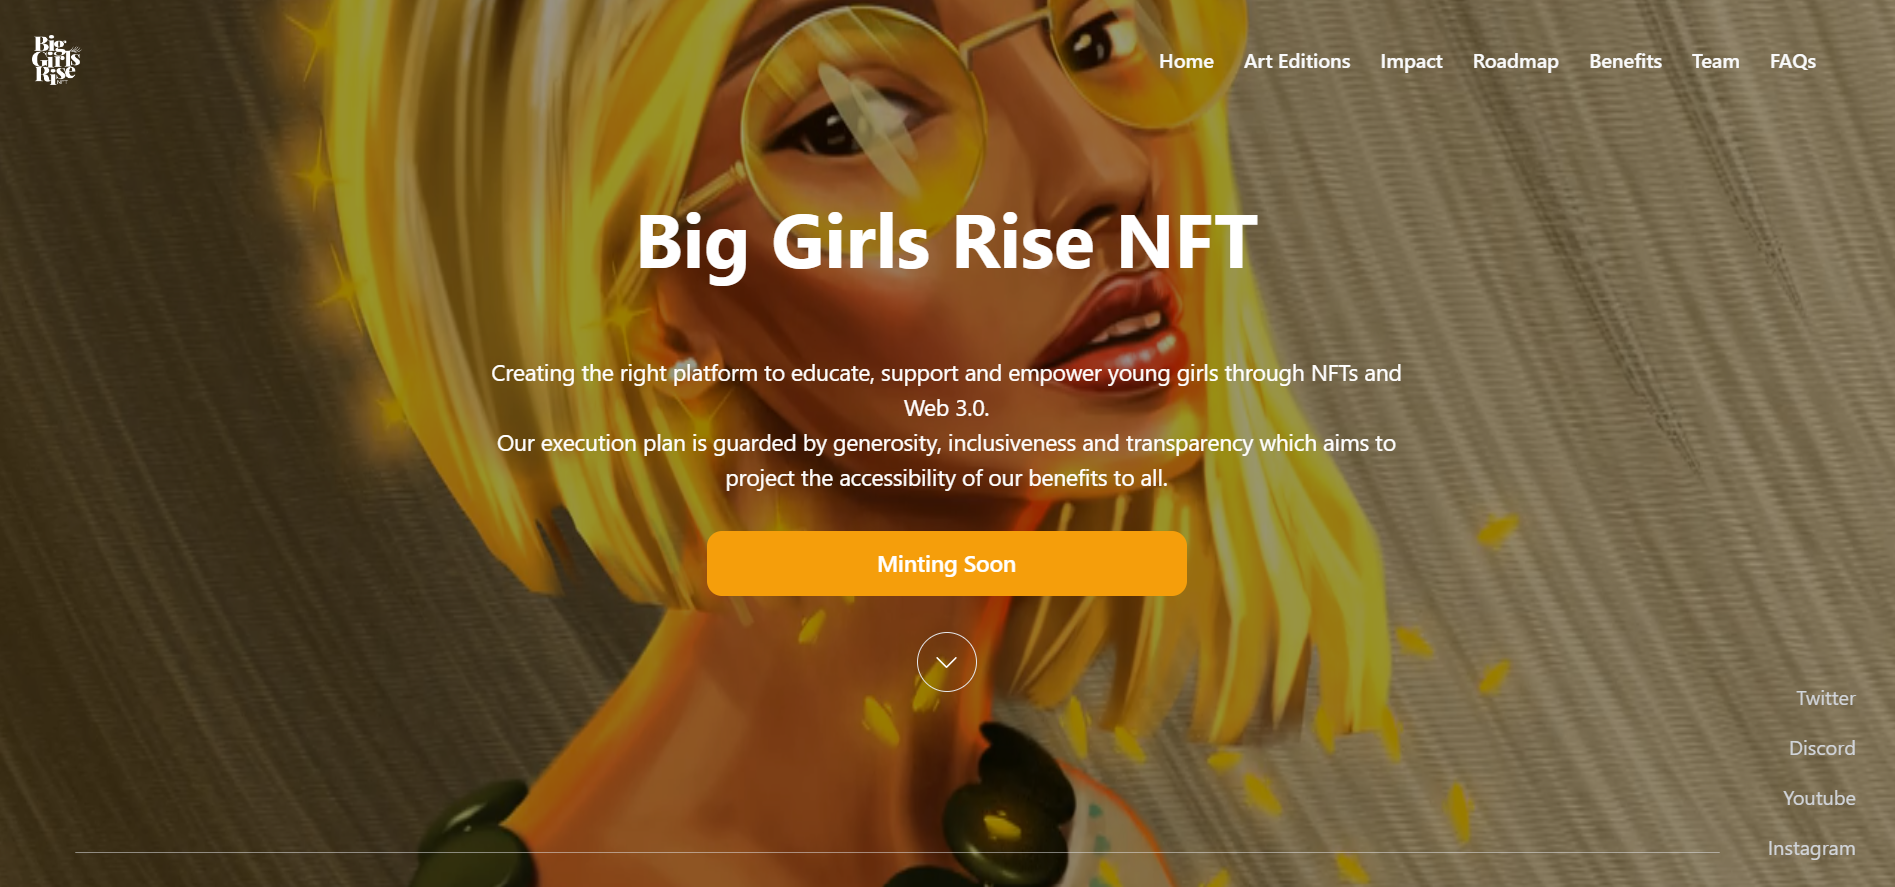 Big
Girls
Rise
NFT
Home Art Editions Impact Roadmap Benefits Team FAQs
Big Girls Rise NFT
Creating the right platform to educate, support and empower young girls through NFTs and
Web 3.0.
Our execution plan is guarded by generosity, inclusiveness and transparency which aims to
project the accessibility of our benefits to all.
Minting Soon
Twitter
Discord
Youtube
Instagram